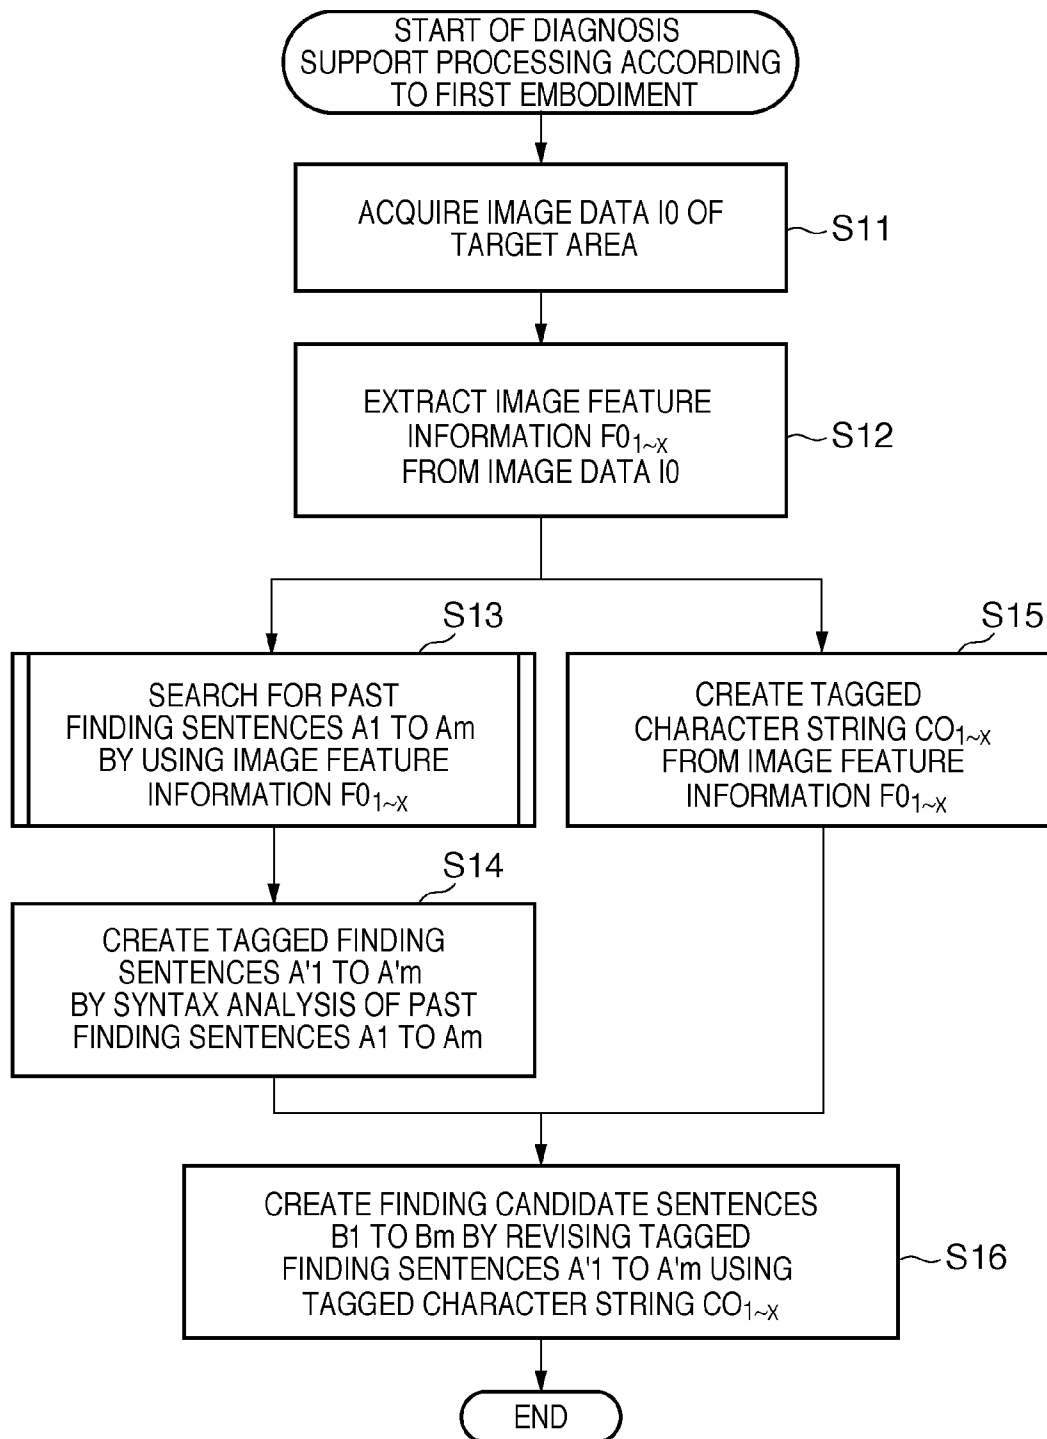 START OF DIAGNOSIS
SUPPORT PROCESSING ACCORDING
TO FIRST EMBODIMENT
ACQUIRE IMAGE DATA I0 OF
TARGET AREA
S11
EXTRACT IMAGE FEATURE
INFORMATION F01~X
FROM IMAGE DATA I0
S12
S13
SEARCH FOR PAST
FINDING SENTENCES A1 TO Am
BY USING IMAGE FEATURE
INFORMATION F01~X
S15
CREATE TAGGED
CHARACTER STRING CO1~X
FROM IMAGE FEATURE
INFORMATION F01~X
S14
CREATE TAGGED FINDING
SENTENCES A'1 TO A'm
BY SYNTAX ANALYSIS OF PAST
FINDING SENTENCES A1 TO Am
CREATE FINDING CANDIDATE SENTENCES
B1 TO Bm BY REVISING TAGGED
FINDING SENTENCES A'1 TO A'm USING
TAGGED CHARACTER STRING CO1~X
S16
END